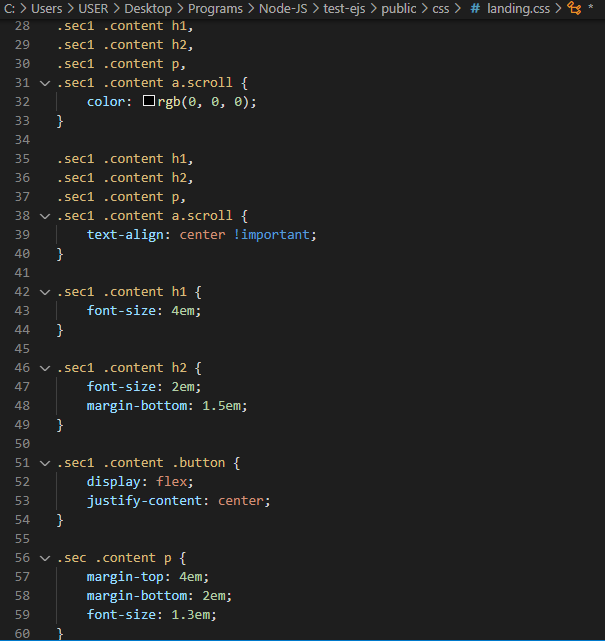 C: > Users > USER > Desktop > Programs > Node-JS > test-ejs > public > css > # landing.css > *
28 .sec1 .content h1,
29 .sec1 .content h2,
30 .sec1 .content p,
31 .sec1 .content a.scroll {
32     color: rgb(0, 0, 0);
33 }
34
35 .sec1 .content h1,
36 .sec1 .content h2,
37 .sec1 .content p,
38 .sec1 .content a.scroll {
39     text-align: center !important;
40 }
41
42 .sec1 .content h1 {
43     font-size: 4em;
44 }
45
46 .sec1 .content h2 {
47     font-size: 2em;
48     margin-bottom: 1.5em;
49 }
50
51 .sec1 .content .button {
52     display: flex;
53     justify-content: center;
54 }
55
56 .sec .content p {
57     margin-top: 4em;
58     margin-bottom: 2em;
59     font-size: 1.3em;
60 }